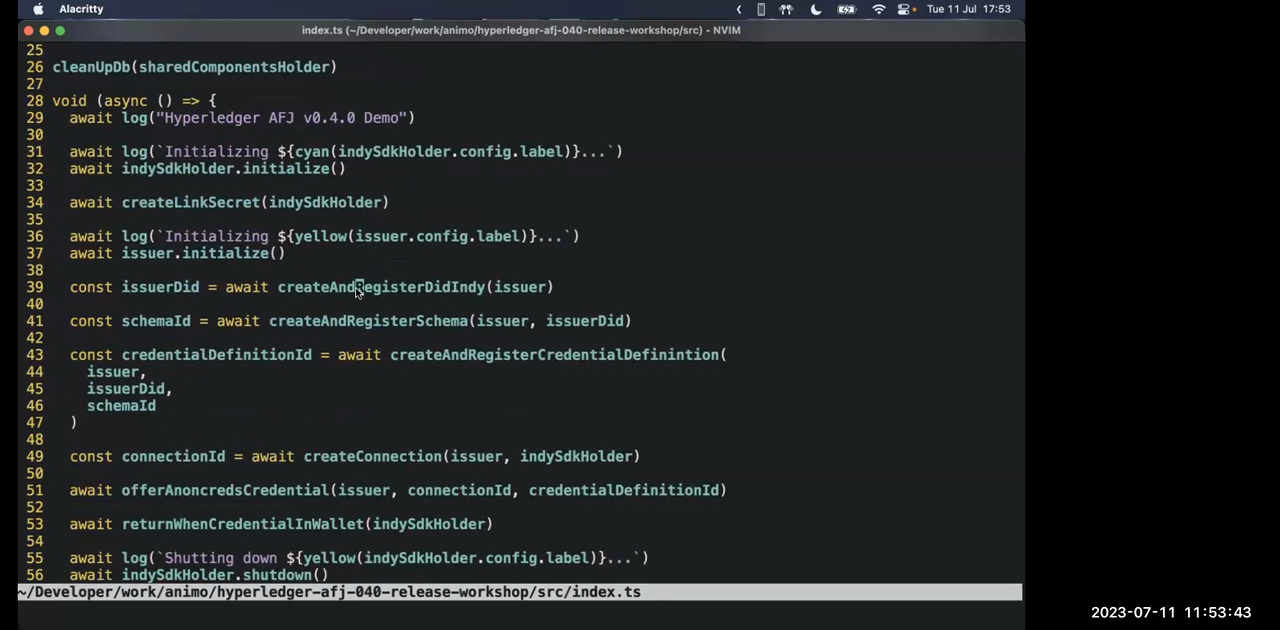 Alacritty
Tue 11 Jul 17:53
index.ts (~/Developer/work/animo/hyperledger-afj-040-release-workshop/src) - NVIM
25
26 cleanUpDb(sharedComponentsHolder)
27
28 void (async () => {
29   await log("Hyperledger AFJ v0.4.0 Demo")
30
31   await log(`Initializing ${cyan(indySdkHolder.config.label)}...`)
32   await indySdkHolder.initialize()
33
34   await createLinkSecret(indySdkHolder)
35
36   await log(`Initializing ${yellow(issuer.config.label)}...`)
37   await issuer.initialize()
38
39   const issuerDid = await createAndRegisterDidIndy(issuer)
40
41   const schemaId = await createAndRegisterSchema(issuer, issuerDid)
42
43   const credentialDefinitionId = await createAndRegisterCredentialDefinintion(
44     issuer,
45     issuerDid,
46     schemaId
47   )
48
49   const connectionId = await createConnection(issuer, indySdkHolder)
50
51   await offerAnoncredsCredential(issuer, connectionId, credentialDefinitionId)
52
53   await returnWhenCredentialInWallet(indySdkHolder)
54
55   await log(`Shutting down ${yellow(indySdkHolder.config.label)}...`)
56   await indySdkHolder.shutdown()
~/Developer/work/animo/hyperledger-afj-040-release-workshop/src/index.ts
2023-07-11 11:53:43